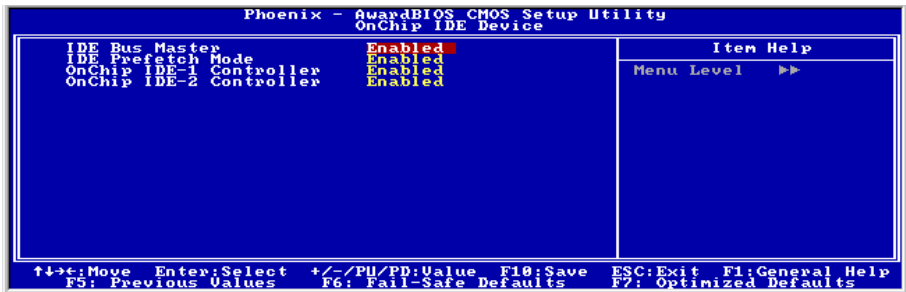 Phoenix - AwardBIOS CMOS Setup Utility
OnChip IDE Device
IDE Bus Master Enabled
IDE Prefetch Mode Enabled
OnChip IDE-1 Controller Enabled
OnChip IDE-2 Controller Enabled
Item Help
Menu Level ▶▶
↑↓→←:Move Enter:Select +/-/PU/PD:Value F10:Save ESC:Exit F1:General Help
F5: Previous Values F6: Fail-Safe Defaults F7: Optimized Defaults